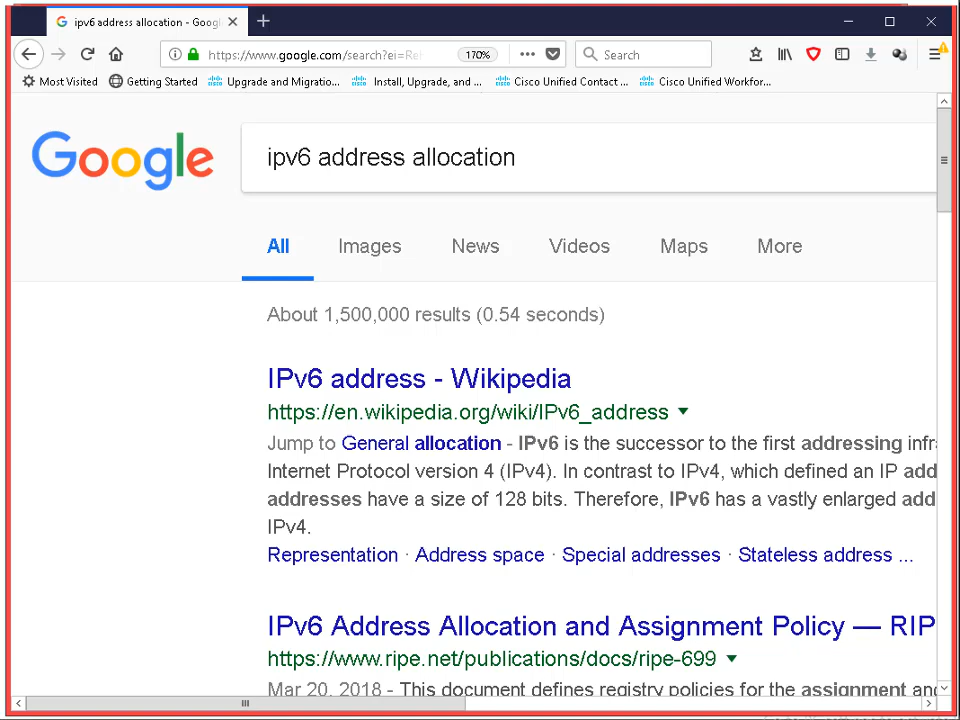 ipv6 address allocation - Googl
https://www.google.com/search?ei=Re
170%
Search
Most Visited
Getting Started
Upgrade and Migratio...
Install, Upgrade, and ...
Cisco Unified Contact ...
Cisco Unified Workfor...
Google
ipv6 address allocation
All Images News Videos Maps More
About 1,500,000 results (0.54 seconds)
IPv6 address - Wikipedia
https://en.wikipedia.org/wiki/IPv6_address
Jump to General allocation - IPv6 is the successor to the first addressing infr
Internet Protocol version 4 (IPv4). In contrast to IPv4, which defined an IP add
addresses have a size of 128 bits. Therefore, IPv6 has a vastly enlarged add
IPv4.
Representation · Address space · Special addresses · Stateless address ...
IPv6 Address Allocation and Assignment Policy — RIP
https://www.ripe.net/publications/docs/ripe-699
Mar 20, 2018 - This document defines registry policies for the assignment and